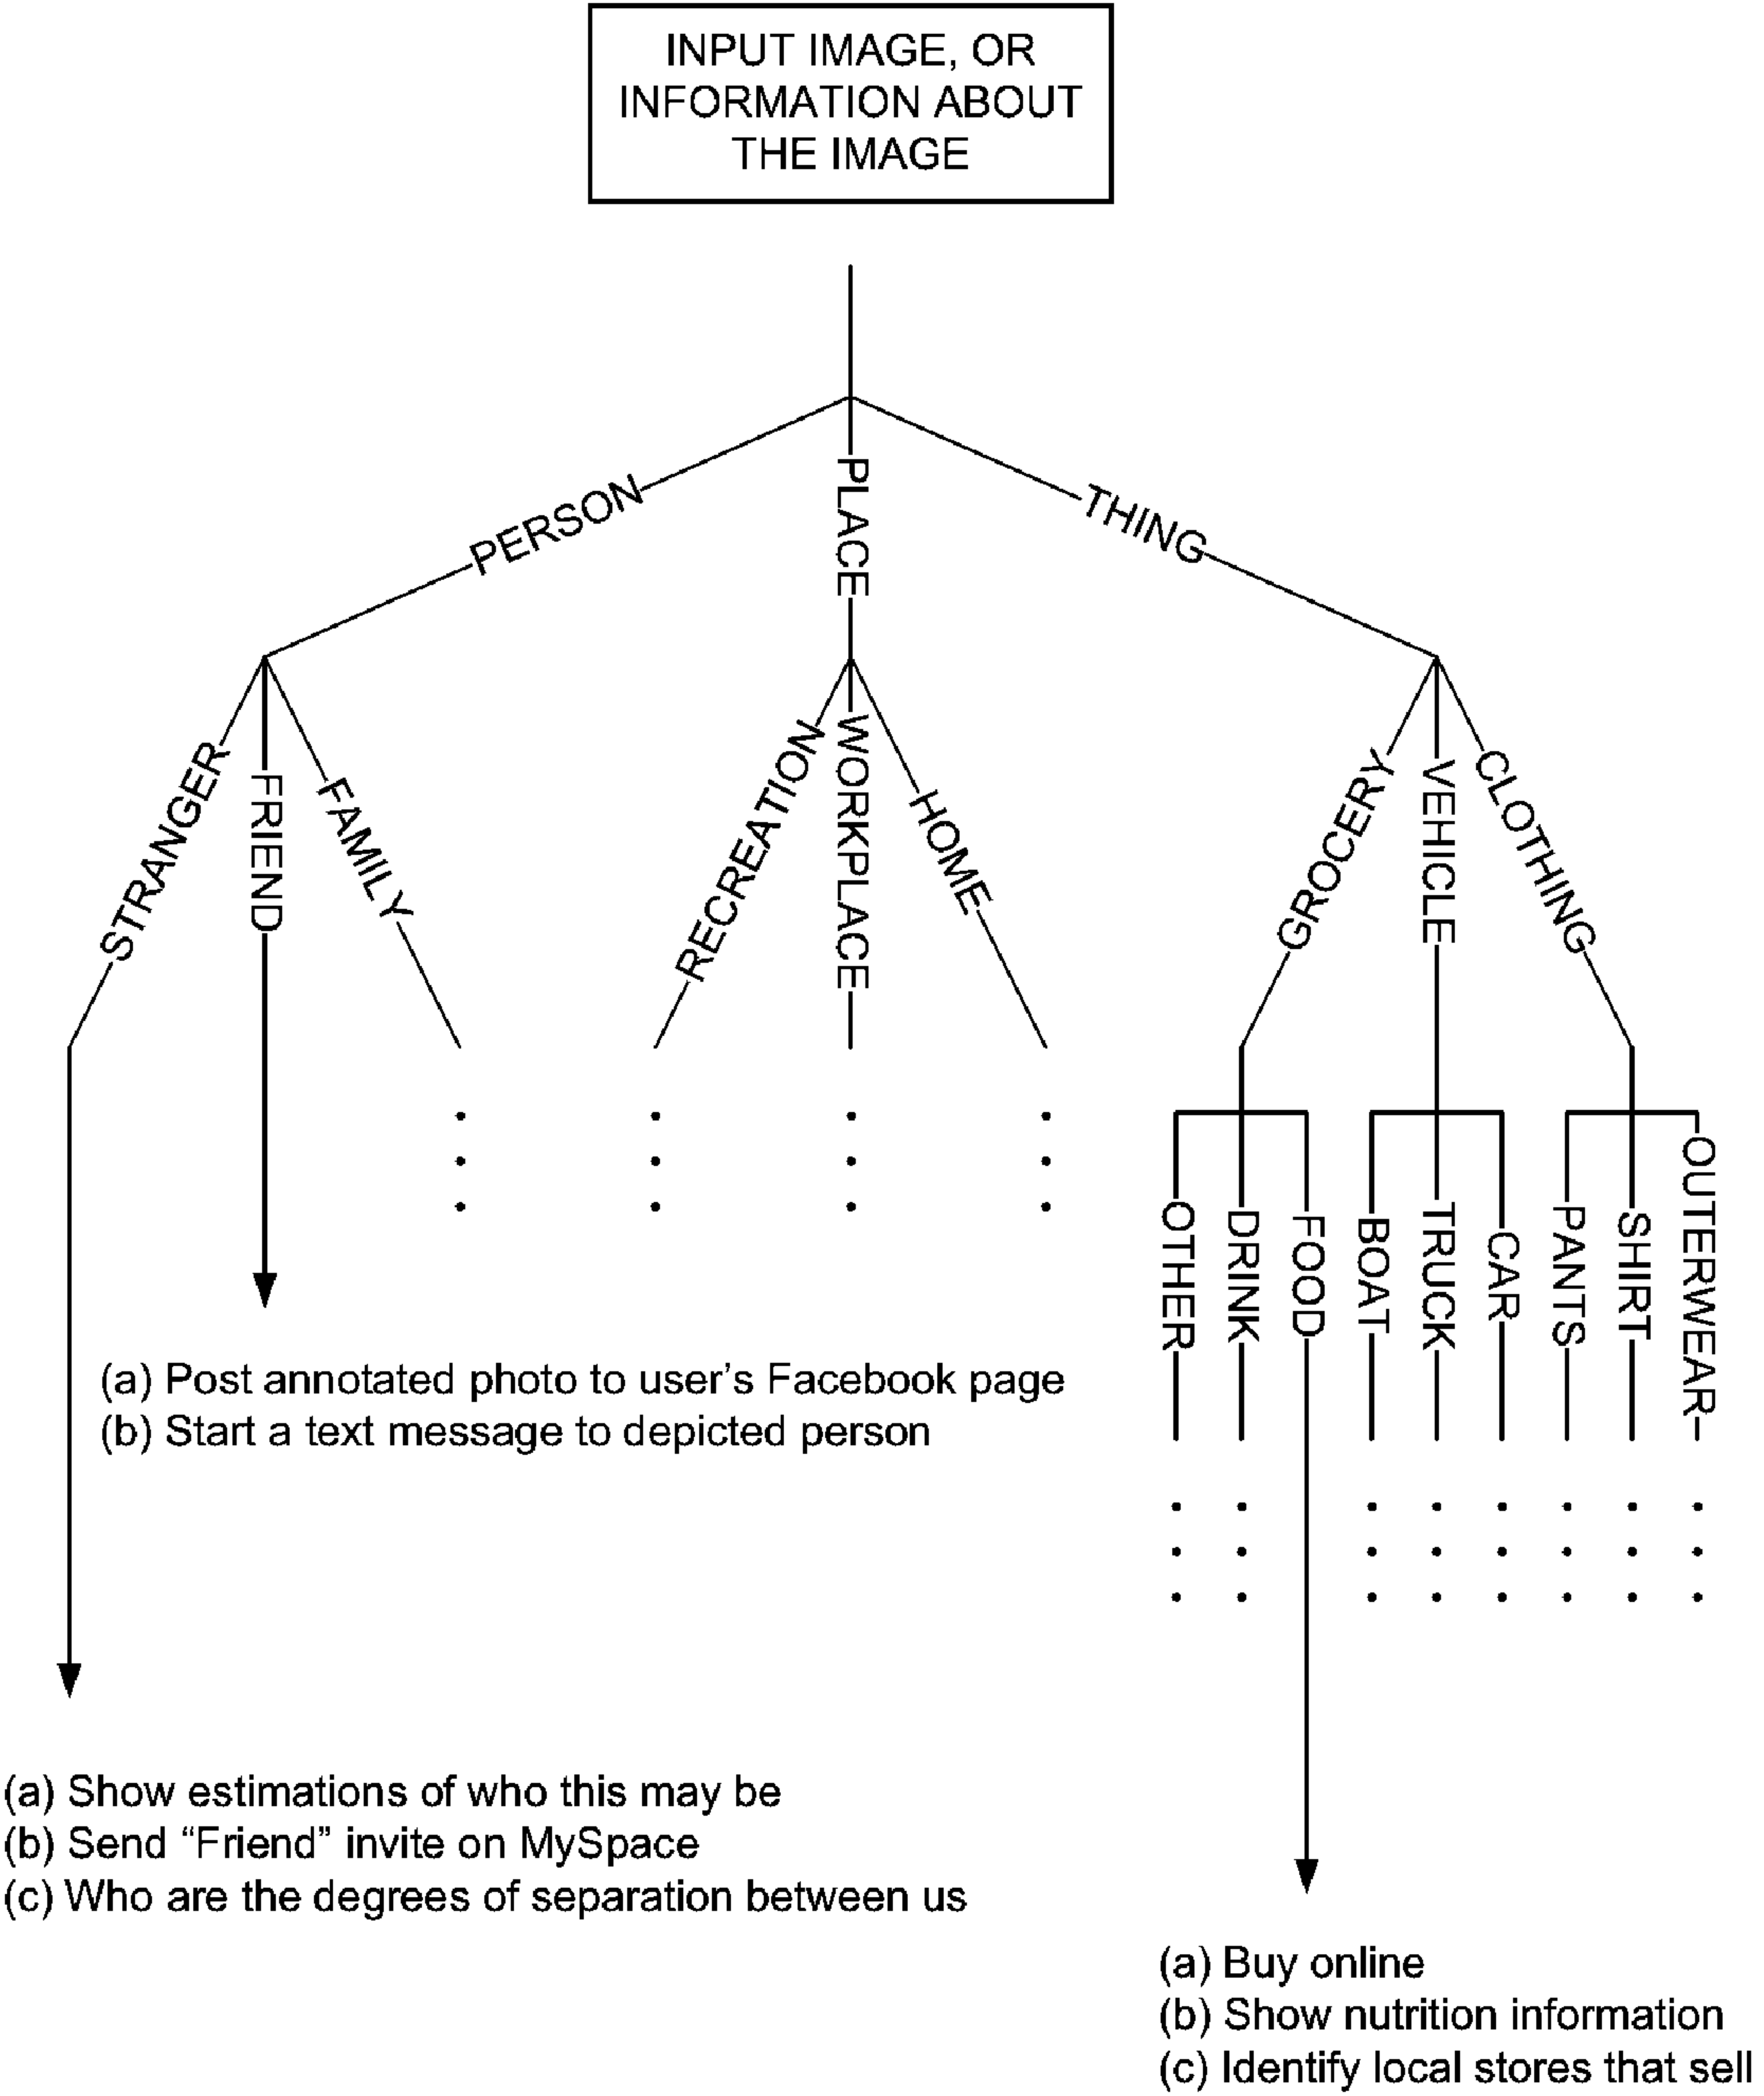 INPUT IMAGE, OR
INFORMATION ABOUT
THE IMAGE
PERSON
PLACE
THING
STRANGER
FRIEND
FAMILY
RECREATION
WORKPLACE
HOME
GROCERY
VEHICLE
CLOTHING
OTHER
DRINK
FOOD
BOAT
TRUCK
CAR
PANTS
SHIRT
OUTERWEAR
(a) Post annotated photo to user's Facebook page
(b) Start a text message to depicted person
(a) Show estimations of who this may be
(b) Send “Friend” invite on MySpace
(c) Who are the degrees of separation between us
(a) Buy online
(b) Show nutrition information
(c) Identify local stores that sell